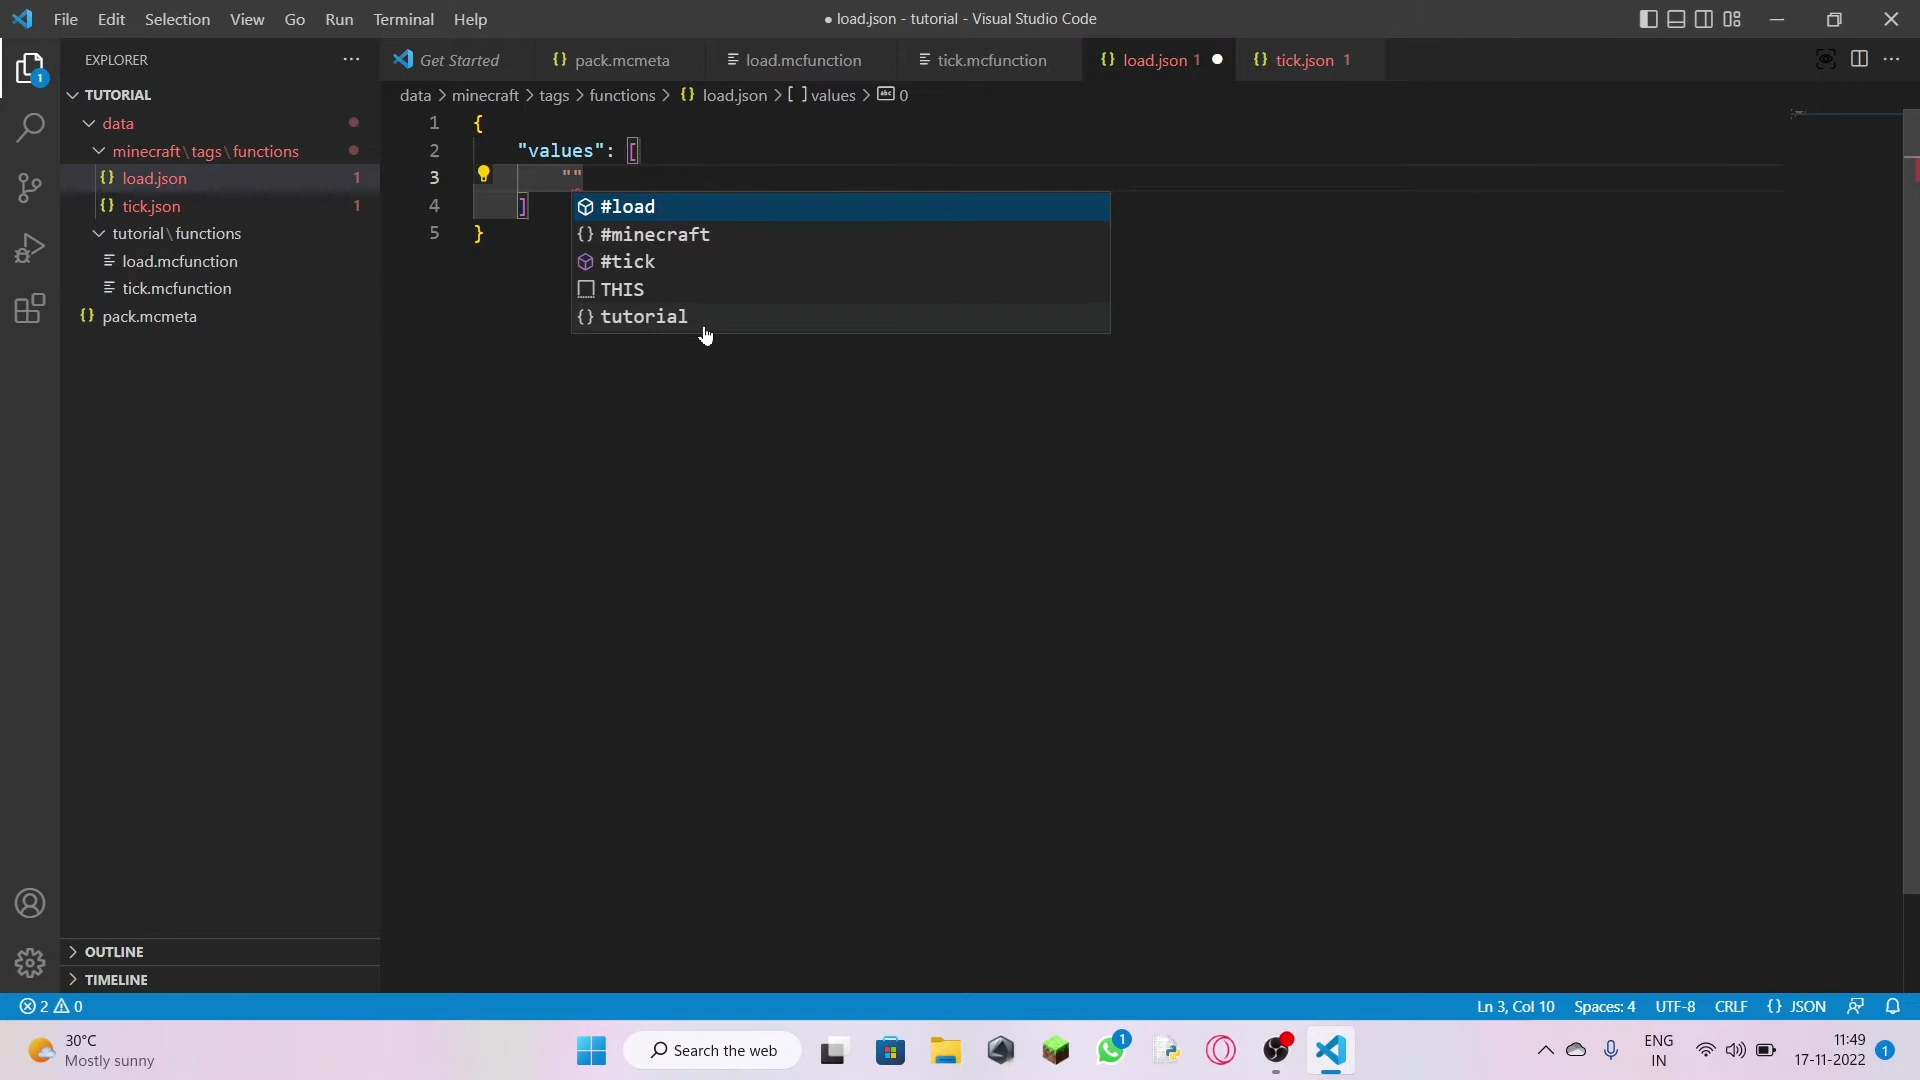 File Edit Selection View Go Run Terminal Help
● load.json - tutorial - Visual Studio Code
EXPLORER
Get Started
pack.mcmeta
load.mcfunction
tick.mcfunction
load.json 1
tick.json 1
data > minecraft > tags > functions > {} load.json > [ ] values > abc 0
TUTORIAL
data
minecraft\tags\functions
load.json 1
tick.json 1
tutorial\functions
load.mcfunction
tick.mcfunction
pack.mcmeta
1 {
2 "values": [
3 ""
4 ]
5 }
#load
#minecraft
#tick
THIS
tutorial
OUTLINE
TIMELINE
2 0
Ln 3, Col 10 Spaces: 4 UTF-8 CRLF {} JSON
30°C
Mostly sunny
Search the web
1
ENG
IN
11:49
17-11-2022
1